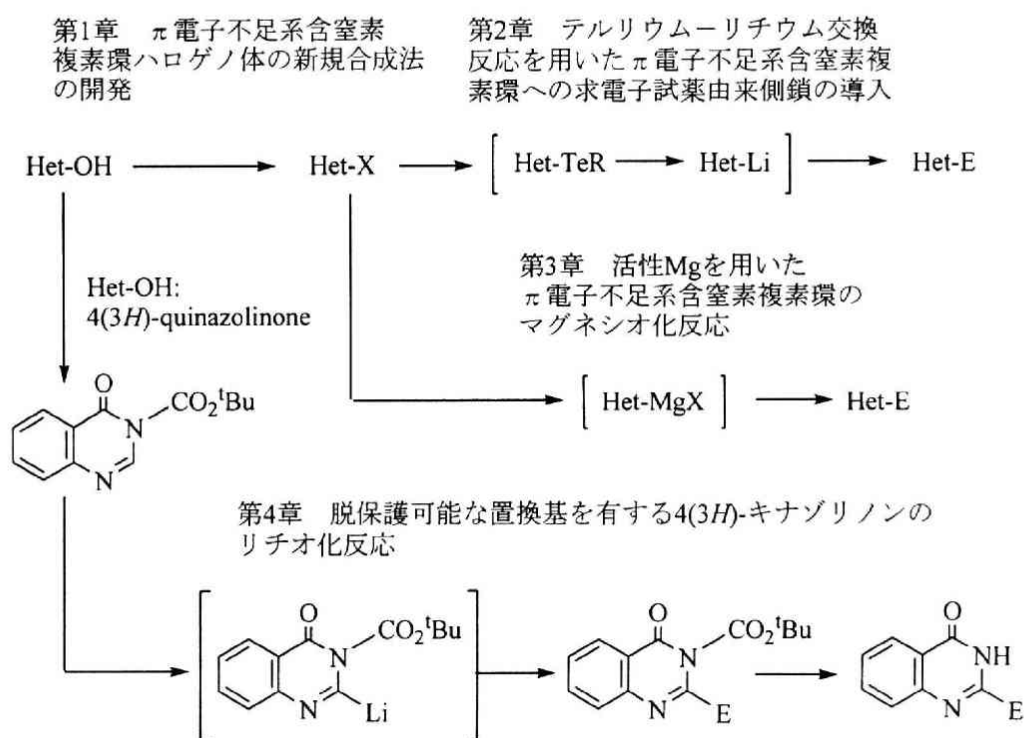 第1章 π電子不足系含窒素
複素環ハロゲノ体の新規合成法
の開発
第2章 テルリウム－リチウム交換
反応を用いたπ電子不足系含窒素複
素環への求電子試薬由来側鎖の導入
Het-OH
Het-X
Het-TeR
Het-Li
Het-E
Het-OH:
4(3H)-quinazolinone
第3章 活性Mgを用いた
π電子不足系含窒素複素環の
マグネシオ化反応
Het-MgX
Het-E
O
N
CO₂ᵗBu
N
第4章 脱保護可能な置換基を有する4(3H)-キナゾリノンの
リチオ化反応
O
N
CO₂ᵗBu
N
Li
O
N
CO₂ᵗBu
N
E
O
NH
N
E